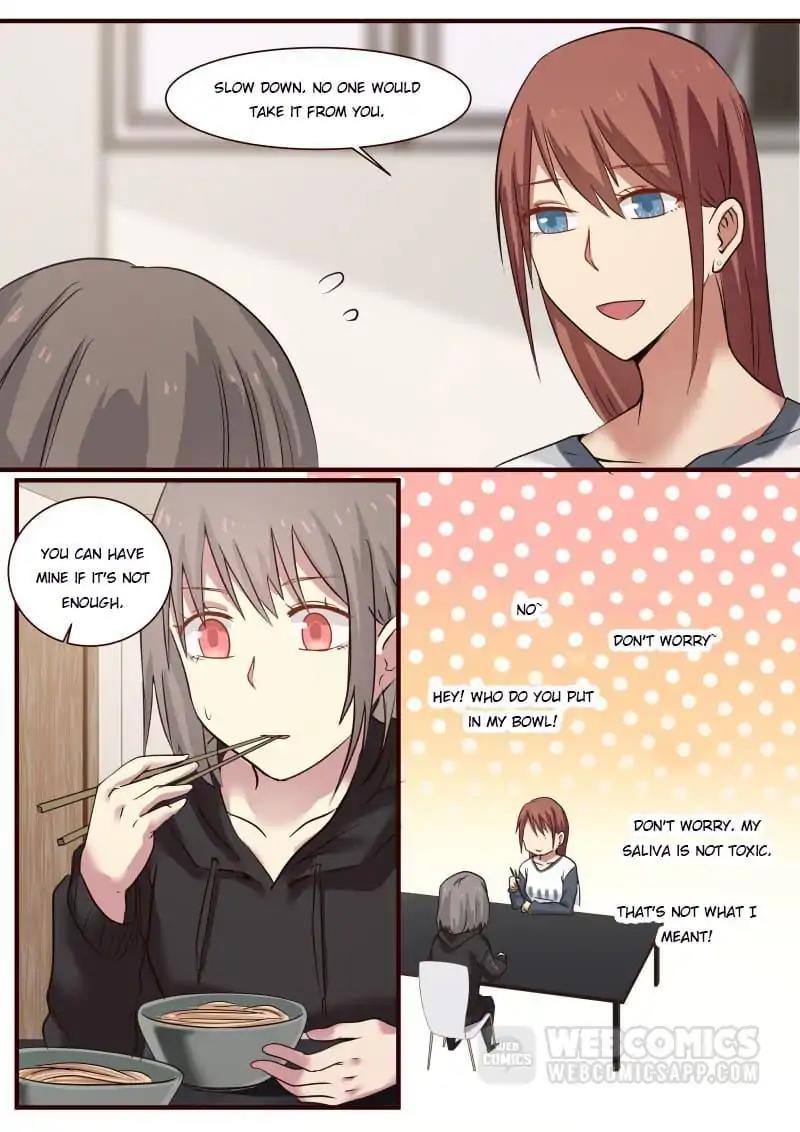 SLOW DOWN. NO ONE WOULD
TAKE IT FROM YOU.
YOU CAN HAVE
MINE IF IT'S NOT
ENOUGH.
NO~
DON'T WORRY~
HEY! WHO DO YOU PUT
IN MY BOWL!
DON'T WORRY. MY
SALIVA IS NOT TOXIC.
THAT'S NOT WHAT I
MEANT!
WEB
COMICS
WEBCOMICS
WEBCOMICSAPP.COM